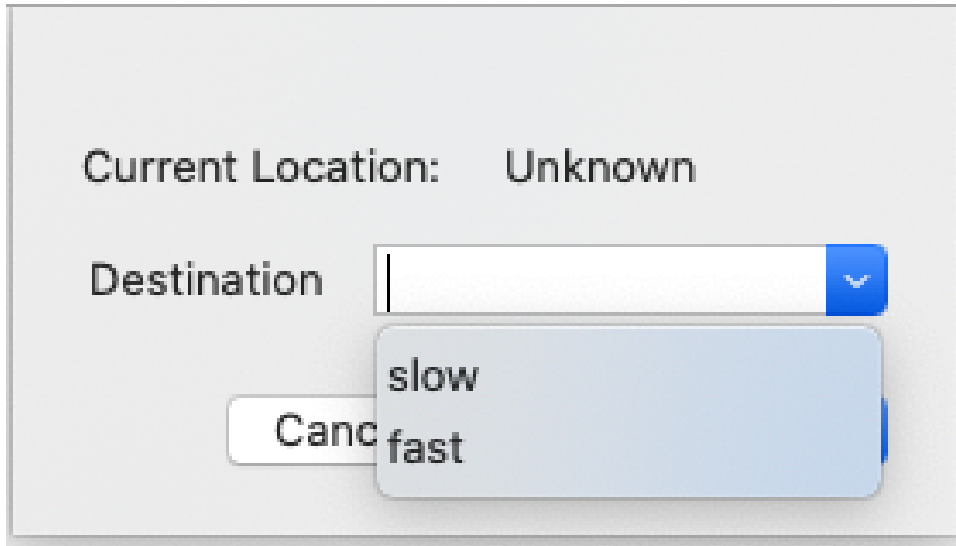 Current Location: Unknown
Destination
slow
Canc
fast